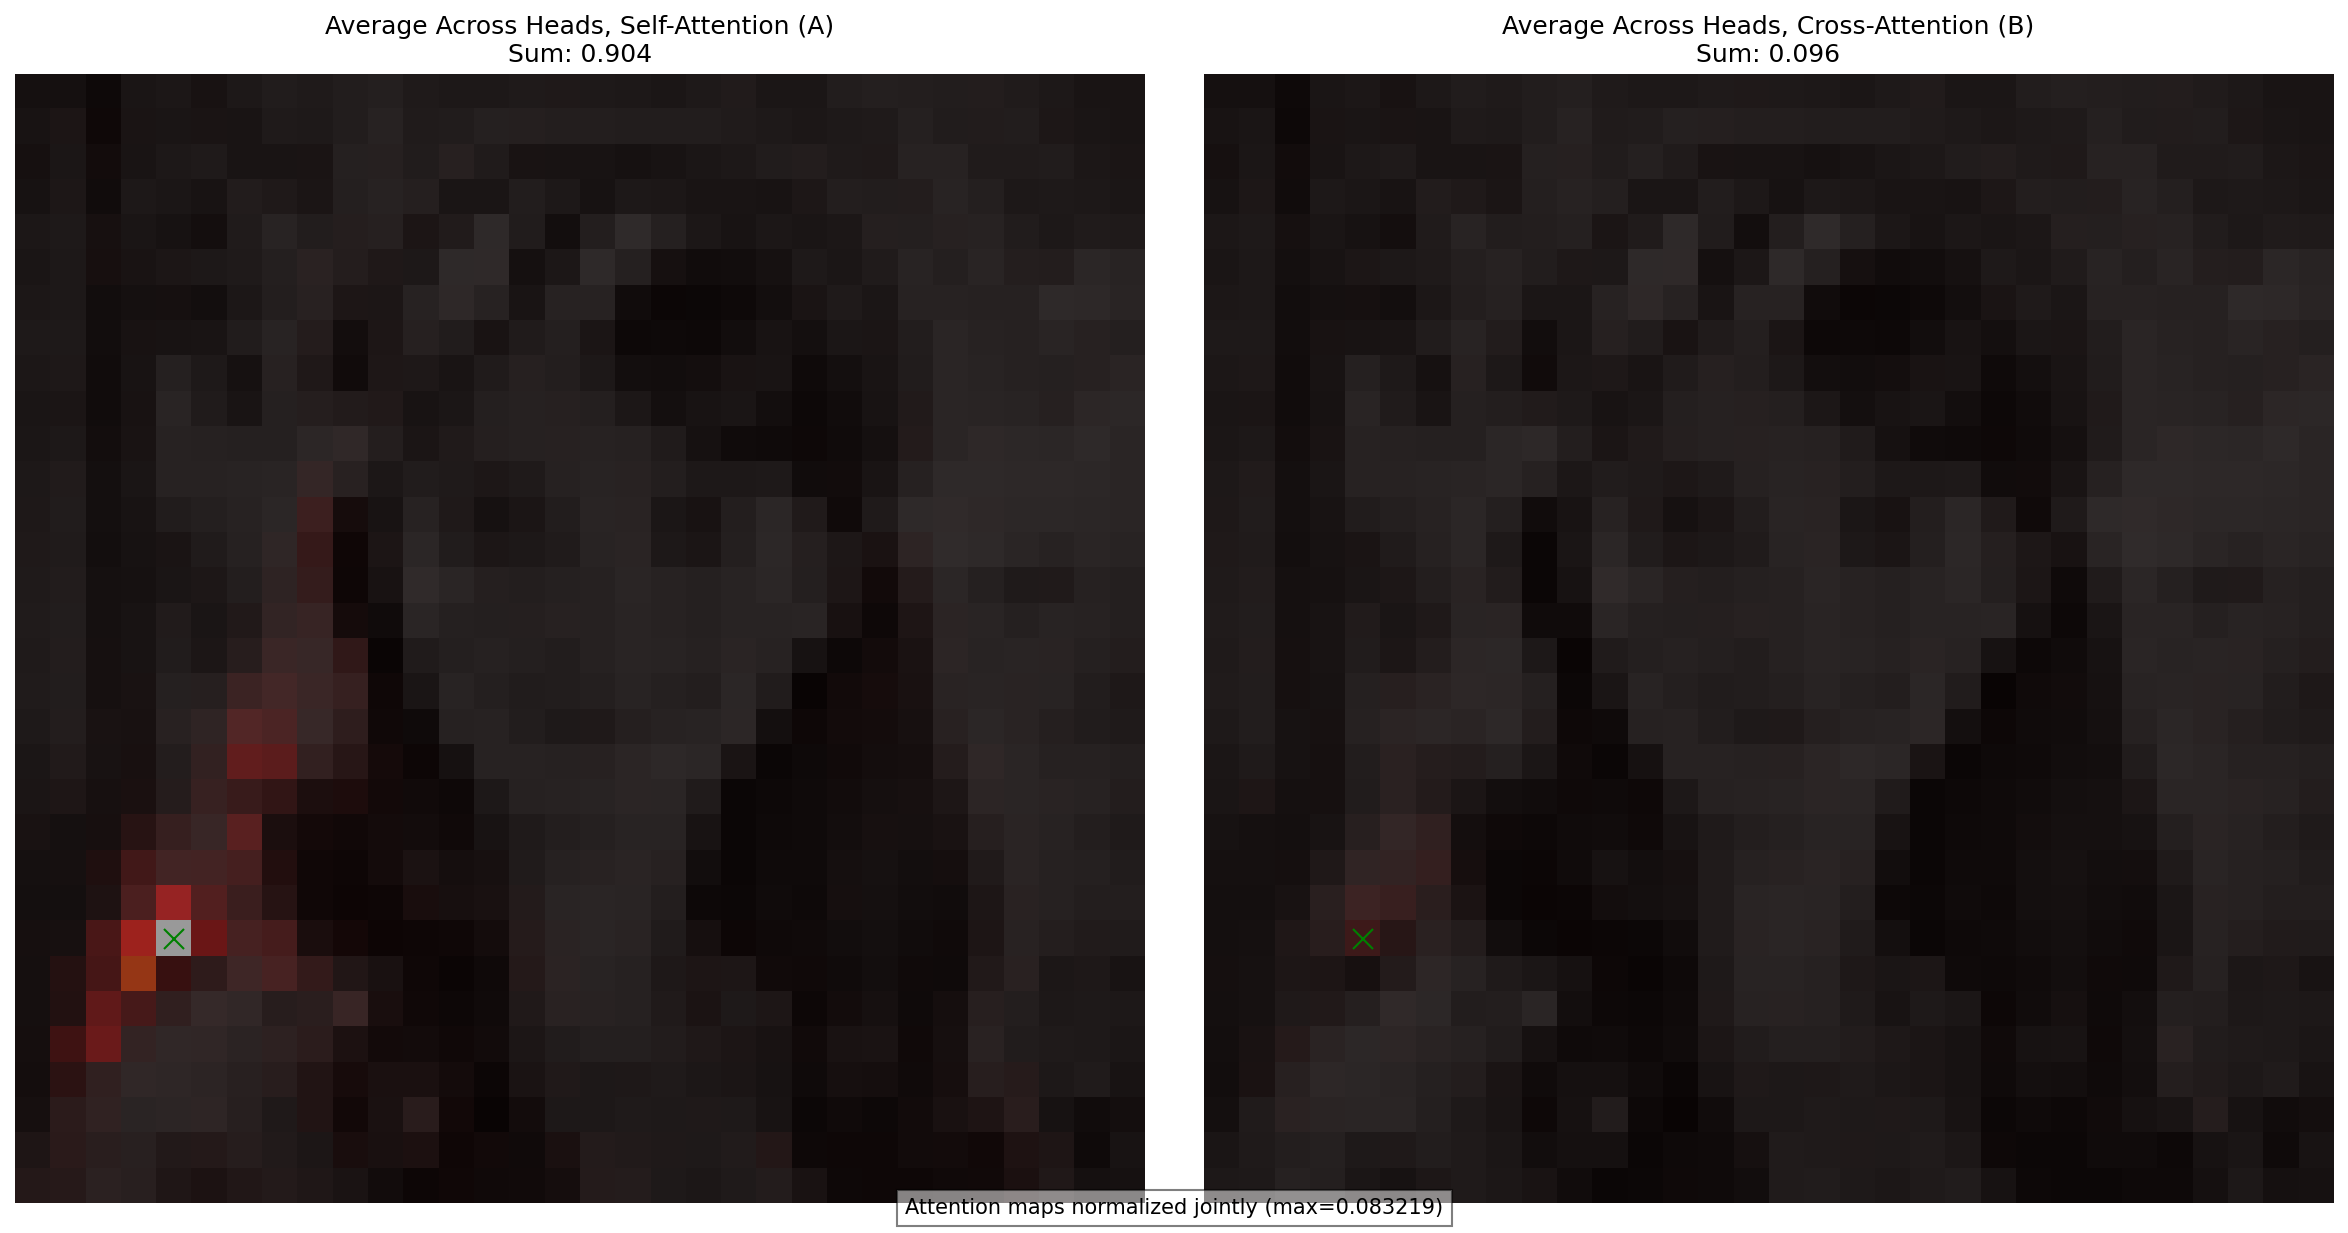 Average Across Heads, Self-Attention (A)
Sum: 0.904
Average Across Heads, Cross-Attention (B)
Sum: 0.096
Attention maps normalized jointly (max=0.083219)